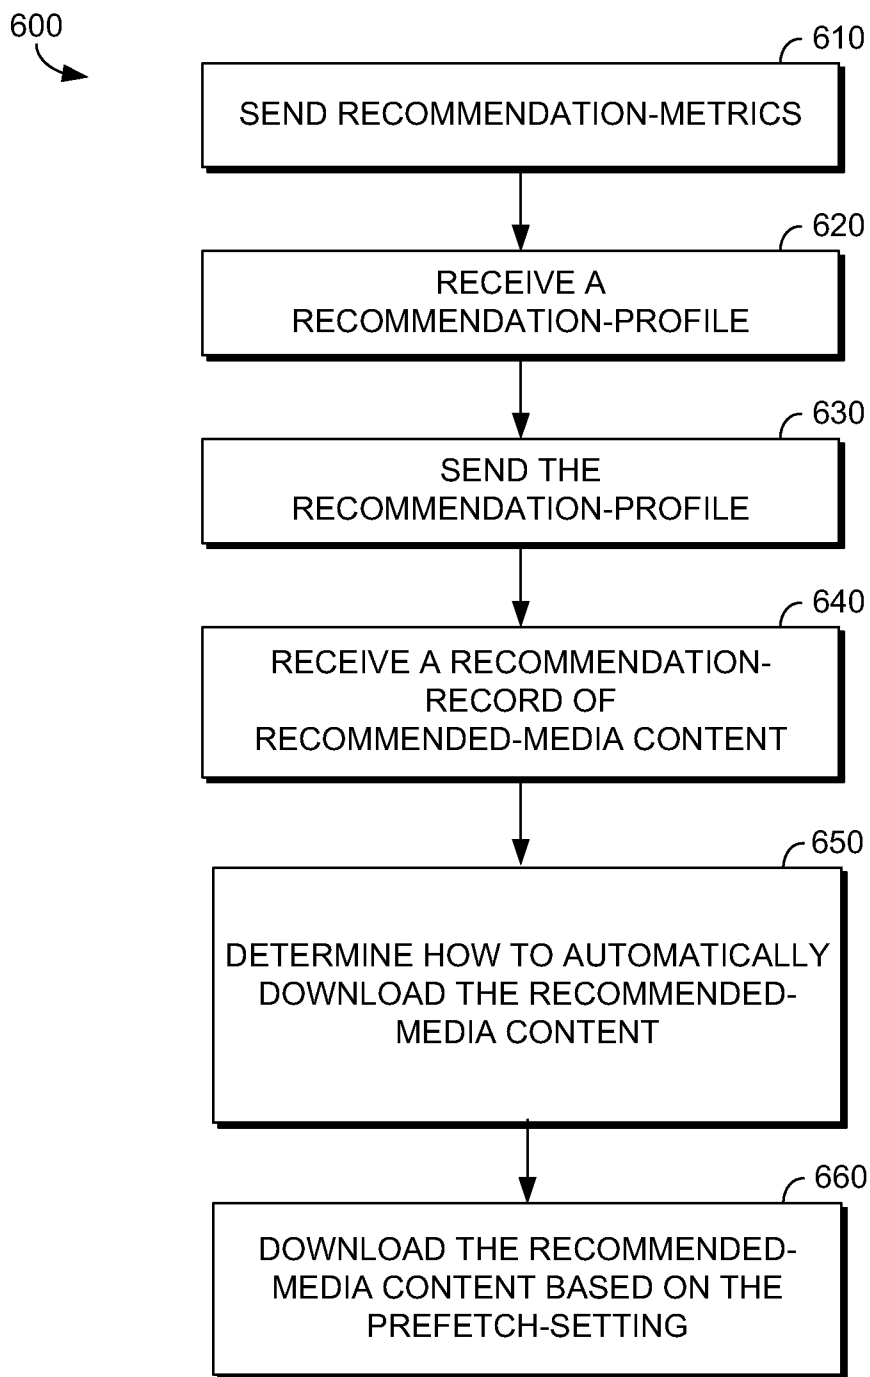 600
610
SEND RECOMMENDATION-METRICS
620
RECEIVE A
RECOMMENDATION-PROFILE
630
SEND THE
RECOMMENDATION-PROFILE
640
RECEIVE A RECOMMENDATION-
RECORD OF
RECOMMENDED-MEDIA CONTENT
650
DETERMINE HOW TO AUTOMATICALLY
DOWNLOAD THE RECOMMENDED-
MEDIA CONTENT
660
DOWNLOAD THE RECOMMENDED-
MEDIA CONTENT BASED ON THE
PREFETCH-SETTING